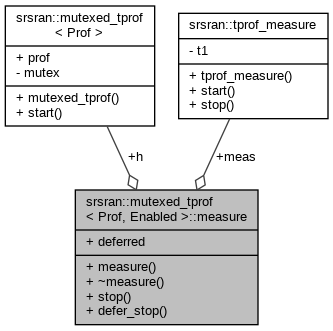 srsran::mutexed_tprof
< Prof >
+ prof
- mutex
+ mutexed_tprof()
+ start()
srsran::tprof_measure
- t1
+ tprof_measure()
+ start()
+ stop()
+h
+meas
srsran::mutexed_tprof
< Prof, Enabled >::measure
+ deferred
+ measure()
+ ~measure()
+ stop()
+ defer_stop()